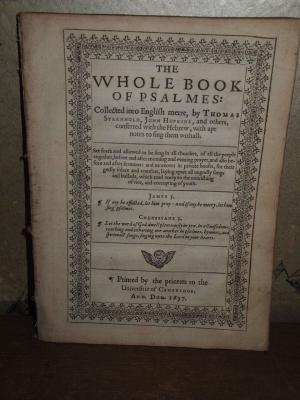 THE
WHOLE BOOK
OF PSALMES:
Collected into English metre, by THOMAS
STERNHOLD, JOHN HOPKINS, and others,
conferred with the Hebrew, with apt
notes to sing them withall.
Set forth and allowed to be sung in all churches, of all the people
together, before and after morning and evening prayer, and also be-
fore and after sermons: and moreover in private houses, for their
godly solace and comfort, laying apart all ungodly songs
and ballads, which tend onely to the nourishing
of vice, and corrupting of youth.
JAMES 5.
¶ If any be afflicted, let him pray: and if any be merry, let him
sing psalmes.
COLOSSIANS 3.
¶ Let the word of God dwell plenteously in you, in all wisdome,
teaching and exhorting one another in psalmes, hymnes, and
spirituall songs, singing unto the Lord in your hearts.
¶ Printed by the printers to the
Universitie of CAMBRIDGE,
ANN. DOM. 1637.